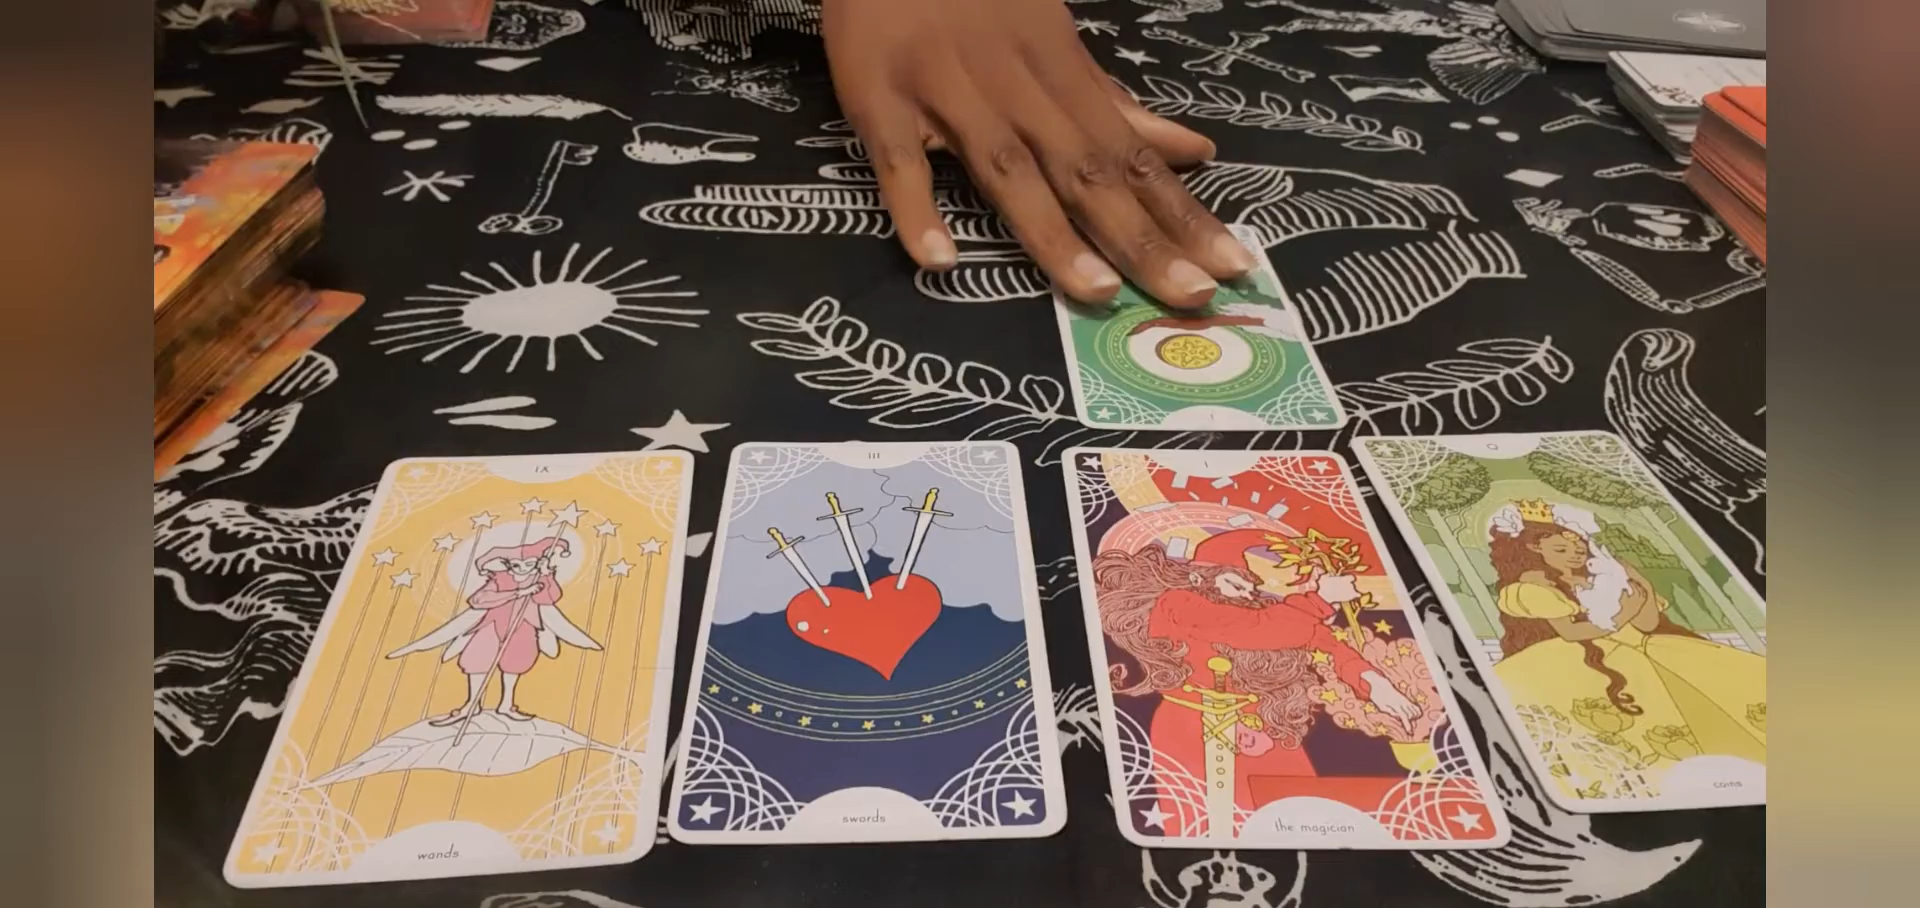 I
IX
III
I
Q
wands
swords
the magician
coins